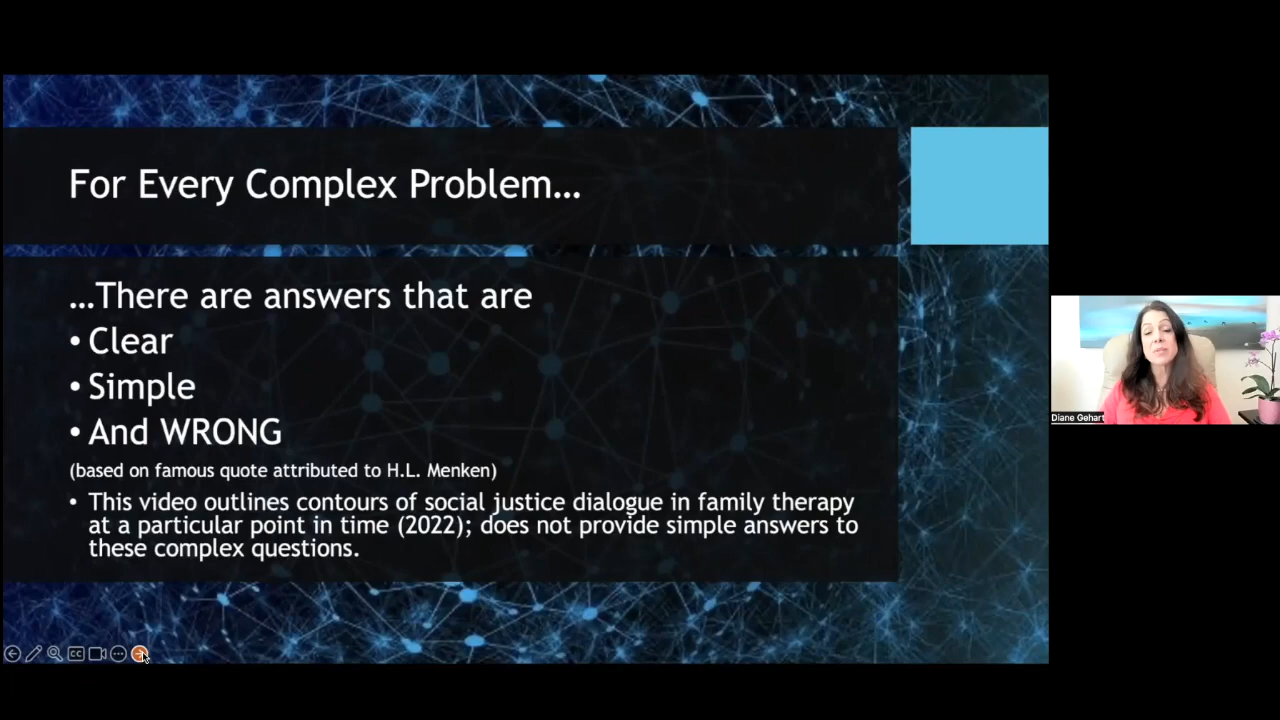 For Every Complex Problem…
…There are answers that are
• Clear
• Simple
• And WRONG
(based on famous quote attributed to H.L. Menken)
• This video outlines contours of social justice dialogue in family therapy
at a particular point in time (2022); does not provide simple answers to
these complex questions.
Diane Gehart
CC